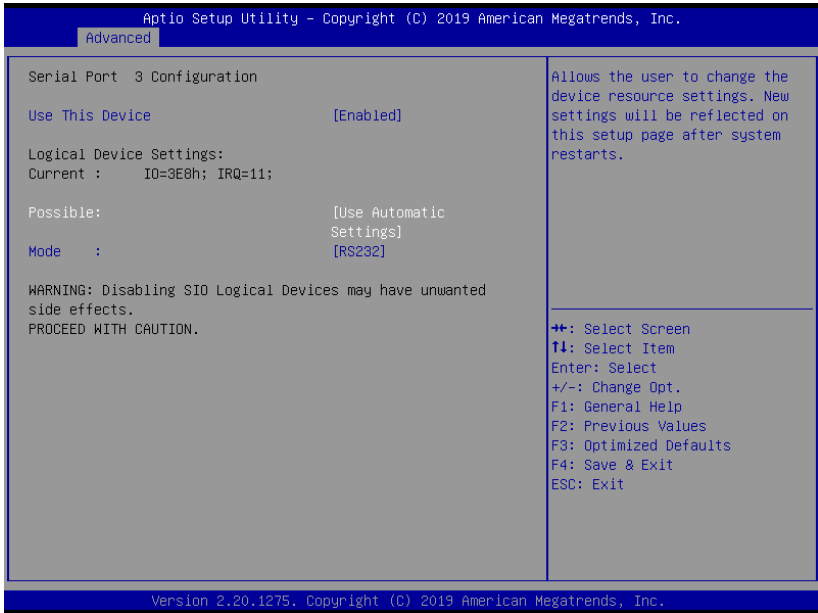 Aptio Setup Utility – Copyright (C) 2019 American Megatrends, Inc.
Advanced
Serial Port 3 Configuration
Use This Device [Enabled]
Logical Device Settings:
Current : IO=3E8h; IRQ=11;
Possible: [Use Automatic
Settings]
Mode : [RS232]
WARNING: Disabling SIO Logical Devices may have unwanted
side effects.
PROCEED WITH CAUTION.
Allows the user to change the
device resource settings. New
settings will be reflected on
this setup page after system
restarts.
→←: Select Screen
↑↓: Select Item
Enter: Select
+/-: Change Opt.
F1: General Help
F2: Previous Values
F3: Optimized Defaults
F4: Save & Exit
ESC: Exit
Version 2.20.1275. Copyright (C) 2019 American Megatrends, Inc.